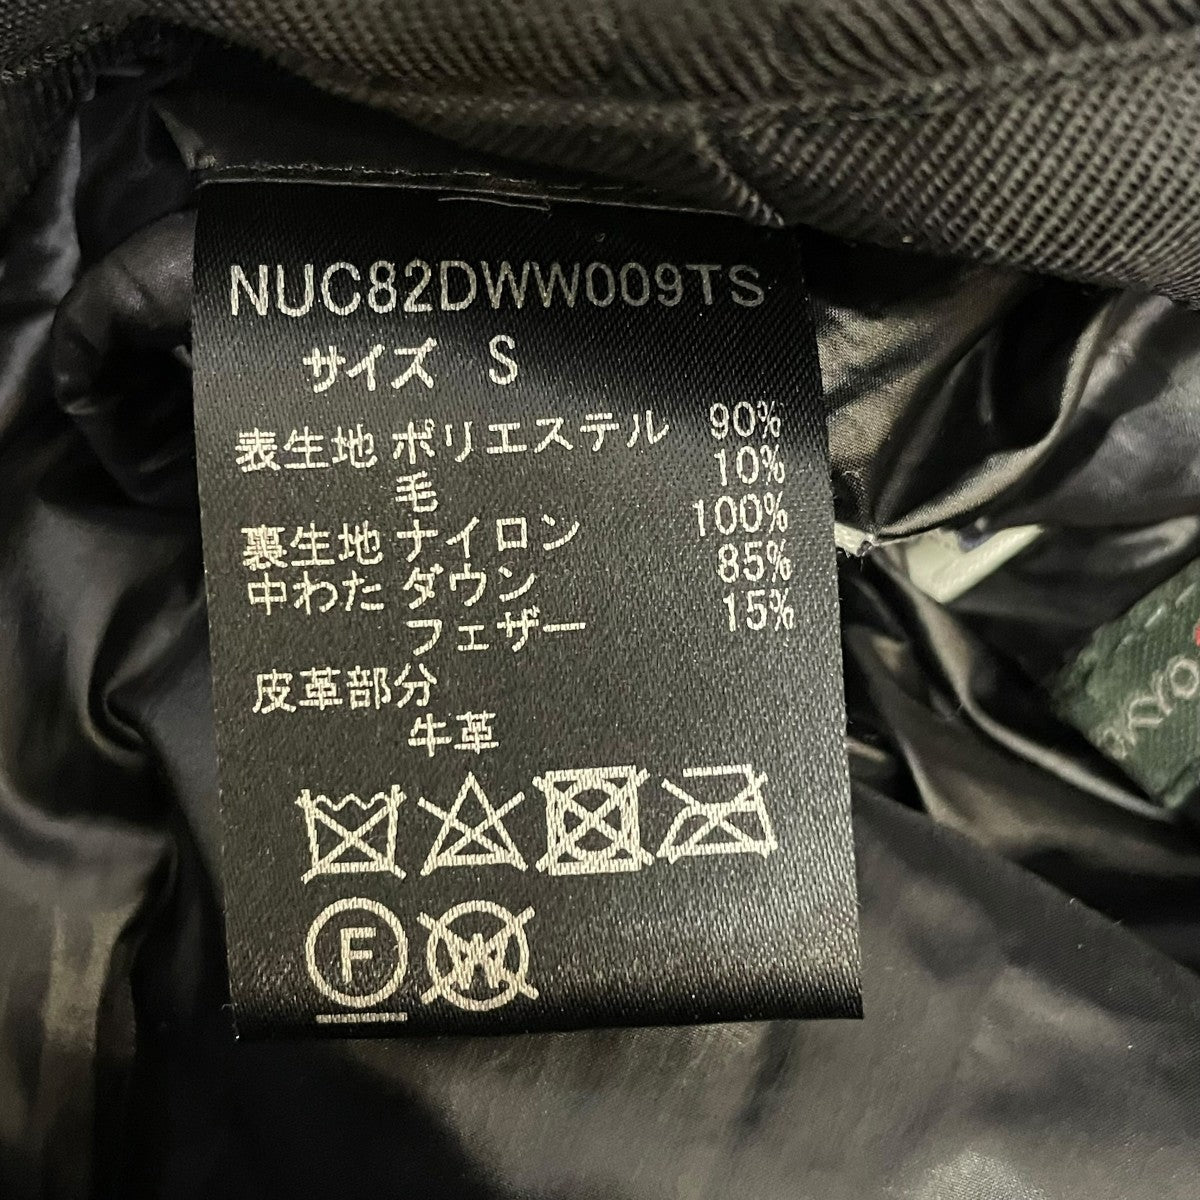 NUC82DWW009TS
サイズ S
表生地 ポリエステル 90%
毛 10%
裏生地 ナイロン 100%
中わた ダウン 85%
フェザー 15%
皮革部分
牛革
F W